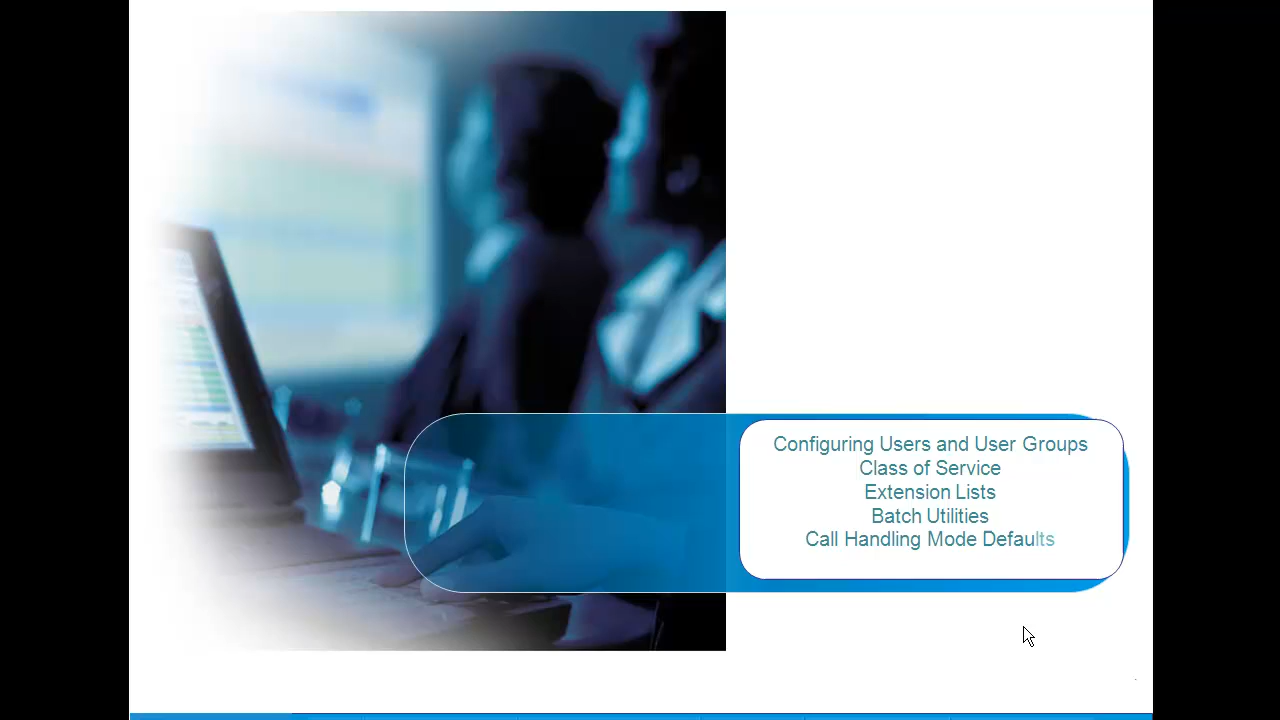 Configuring Users and User Groups
Class of Service
Extension Lists
Batch Utilities
Call Handling Mode Defaults